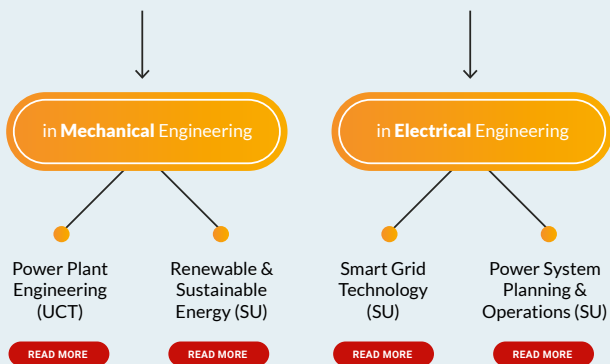 in Mechanical Engineering
in Electrical Engineering
Power Plant
Engineering
(UCT)
Renewable &
Sustainable
Energy (SU)
Smart Grid
Technology
(SU)
Power System
Planning &
Operations (SU)
READ MORE
READ MORE
READ MORE
READ MORE